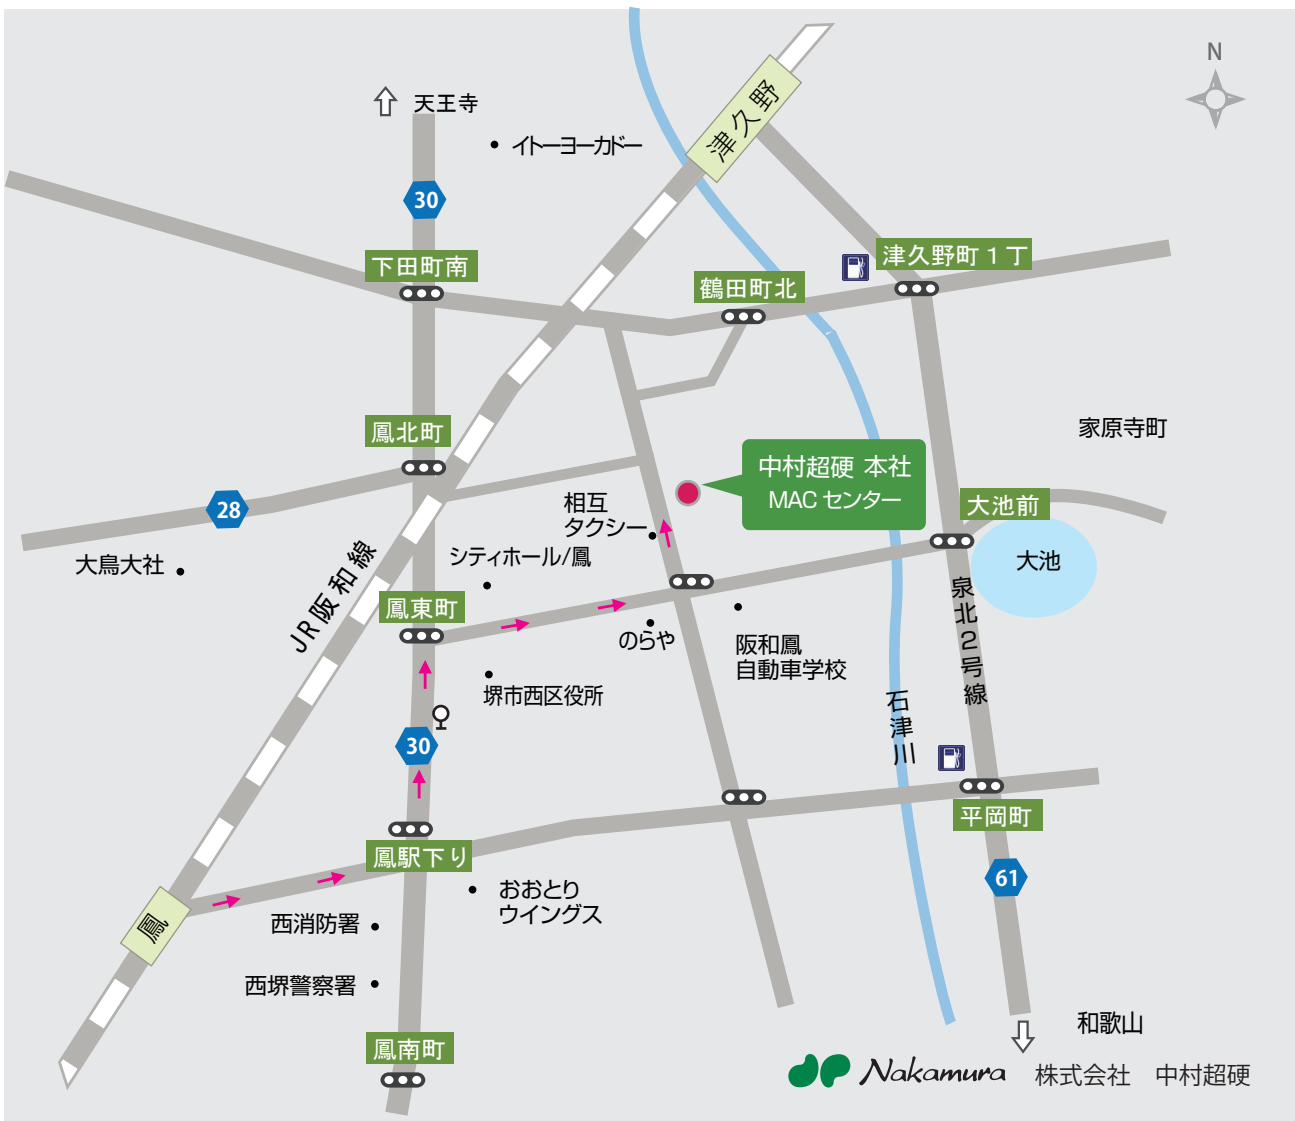 N
天王寺
イトーヨーカドー
津久野
30
下田町南
津久野町１丁
鶴田町北
鳳北町
家原寺町
中村超硬 本社
MAC センター
28
相互
タクシー
大池前
大鳥大社
JR阪和線
シティホール/鳳
大池
鳳東町
泉北２号線
のらや
阪和鳳
自動車学校
堺市西区役所
石津川
30
平岡町
鳳駅下り
61
おおとり
ウイングス
鳳
西消防署
西堺警察署
和歌山
鳳南町
Nakamura 株式会社　中村超硬